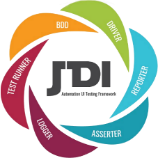 BDD
DRIVER
TEST RUNNER
REPORTER
JDI
Automation UI Testing Framework
LOGGER
ASSERTER